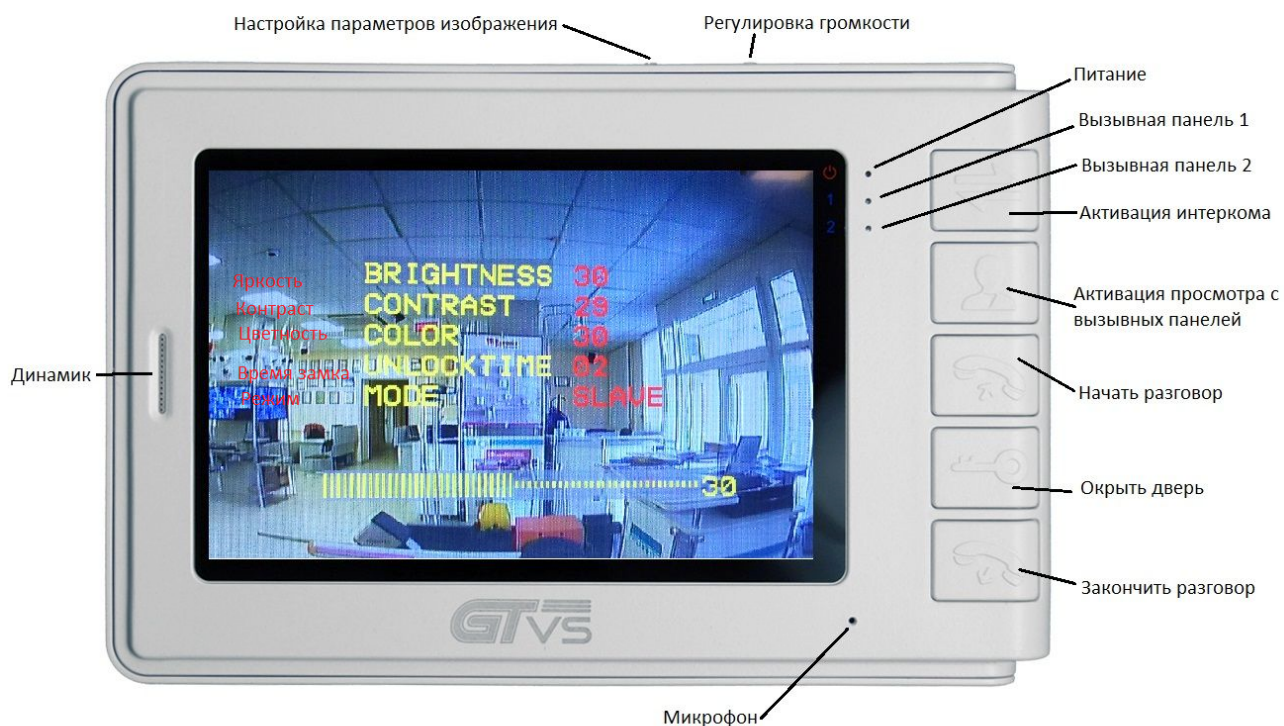 Настройка параметров изображения
Регулировка громкости
Питание
Вызывная панель 1
Вызывная панель 2
Активация интеркома
Активация просмотра с
вызывных панелей
Начать разговор
Окрыть дверь
Закончить разговор
Микрофон
Динамик
1
2
Яркость BRIGHTNESS 30
Контраст CONTRAST 29
Цветность COLOR 30
Время замка UNLOCKTIME 02
Режим MODE SLAVE
30
GTVS